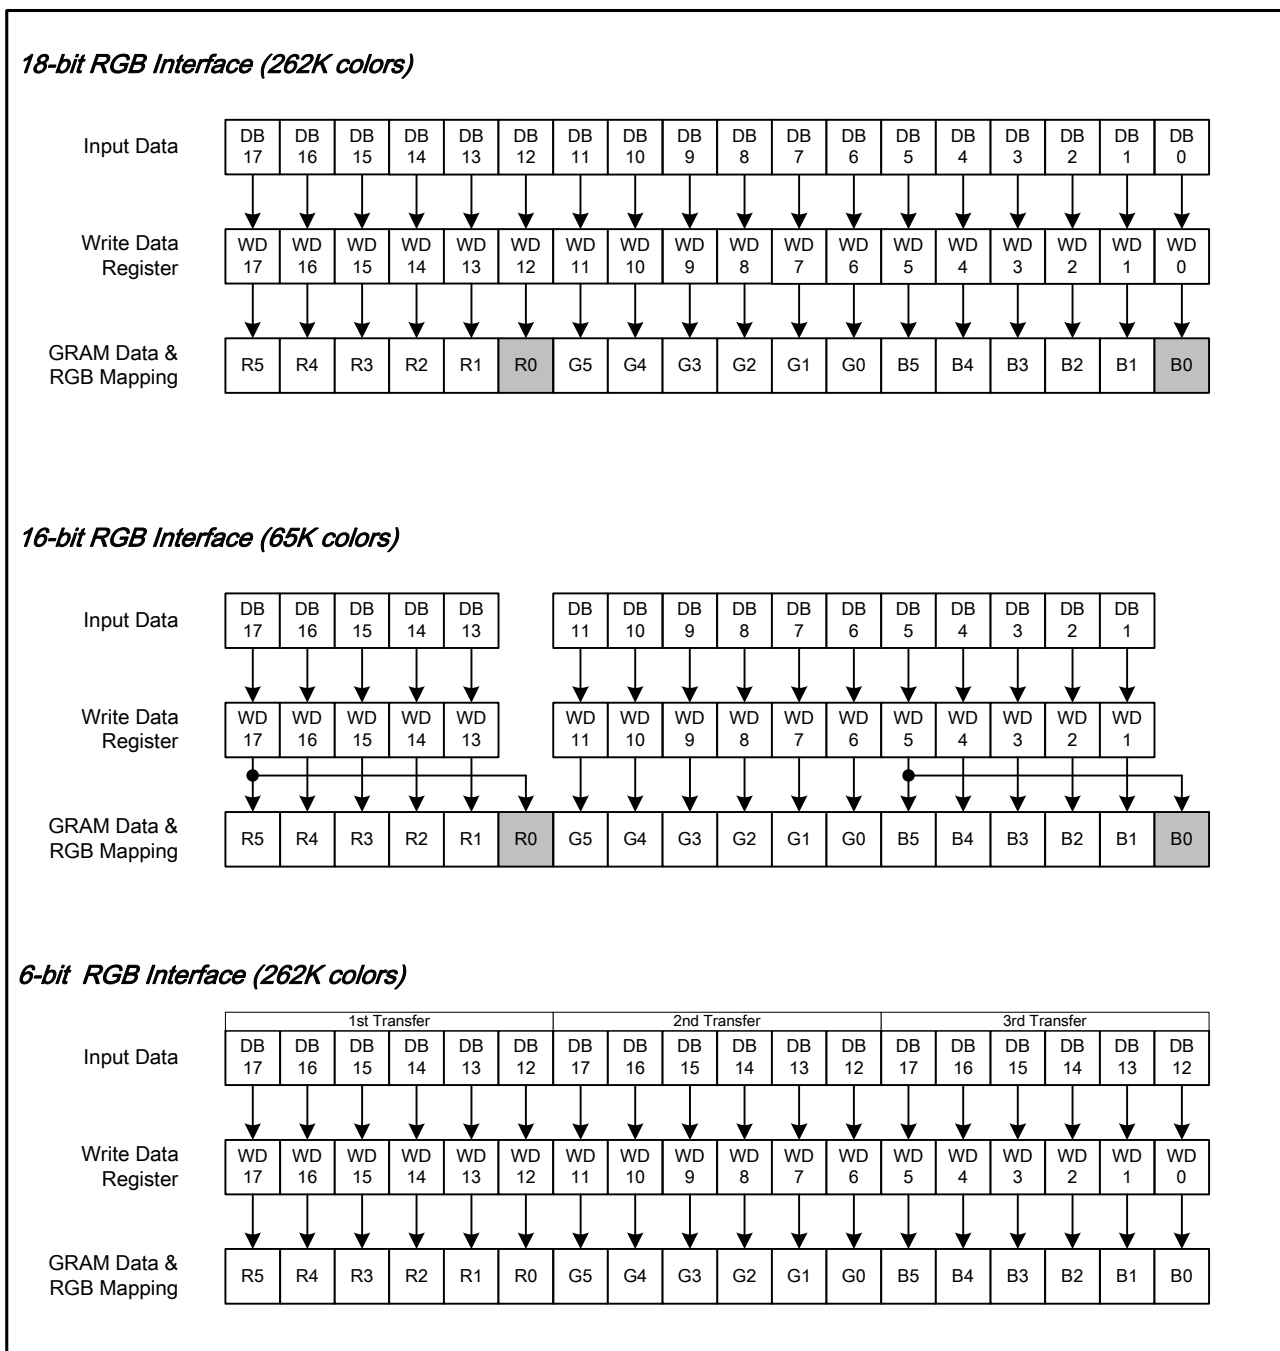 18-bit RGB Interface (262K colors)
Input Data DB 17 DB 16 DB 15 DB 14 DB 13 DB 12 DB 11 DB 10 DB 9 DB 8 DB 7 DB 6 DB 5 DB 4 DB 3 DB 2 DB 1 DB 0
Write Data Register WD 17 WD 16 WD 15 WD 14 WD 13 WD 12 WD 11 WD 10 WD 9 WD 8 WD 7 WD 6 WD 5 WD 4 WD 3 WD 2 WD 1 WD 0
GRAM Data & RGB Mapping R5 R4 R3 R2 R1 R0 G5 G4 G3 G2 G1 G0 B5 B4 B3 B2 B1 B0
16-bit RGB Interface (65K colors)
Input Data DB 17 DB 16 DB 15 DB 14 DB 13 DB 11 DB 10 DB 9 DB 8 DB 7 DB 6 DB 5 DB 4 DB 3 DB 2 DB 1
Write Data Register WD 17 WD 16 WD 15 WD 14 WD 13 WD 11 WD 10 WD 9 WD 8 WD 7 WD 6 WD 5 WD 4 WD 3 WD 2 WD 1
GRAM Data & RGB Mapping R5 R4 R3 R2 R1 R0 G5 G4 G3 G2 G1 G0 B5 B4 B3 B2 B1 B0
6-bit RGB Interface (262K colors)
1st Transfer 2nd Transfer 3rd Transfer
Input Data DB 17 DB 16 DB 15 DB 14 DB 13 DB 12 DB 17 DB 16 DB 15 DB 14 DB 13 DB 12 DB 17 DB 16 DB 15 DB 14 DB 13 DB 12
Write Data Register WD 17 WD 16 WD 15 WD 14 WD 13 WD 12 WD 11 WD 10 WD 9 WD 8 WD 7 WD 6 WD 5 WD 4 WD 3 WD 2 WD 1 WD 0
GRAM Data & RGB Mapping R5 R4 R3 R2 R1 R0 G5 G4 G3 G2 G1 G0 B5 B4 B3 B2 B1 B0